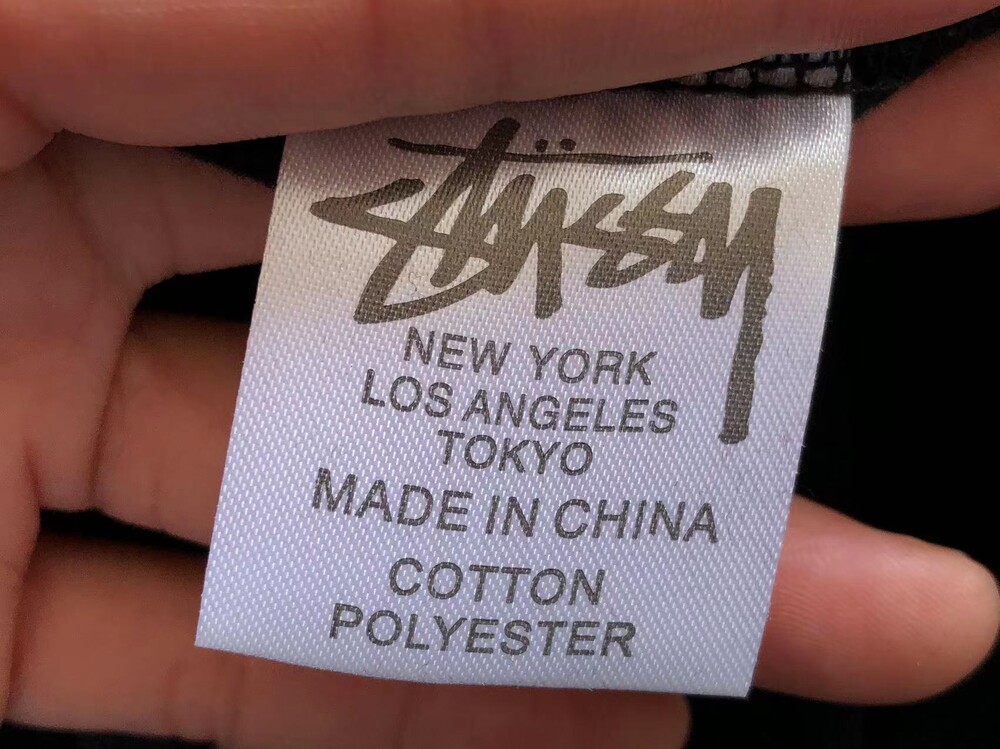 Stüssy
NEW YORK
LOS ANGELES
TOKYO
MADE IN CHINA
COTTON
POLYESTER